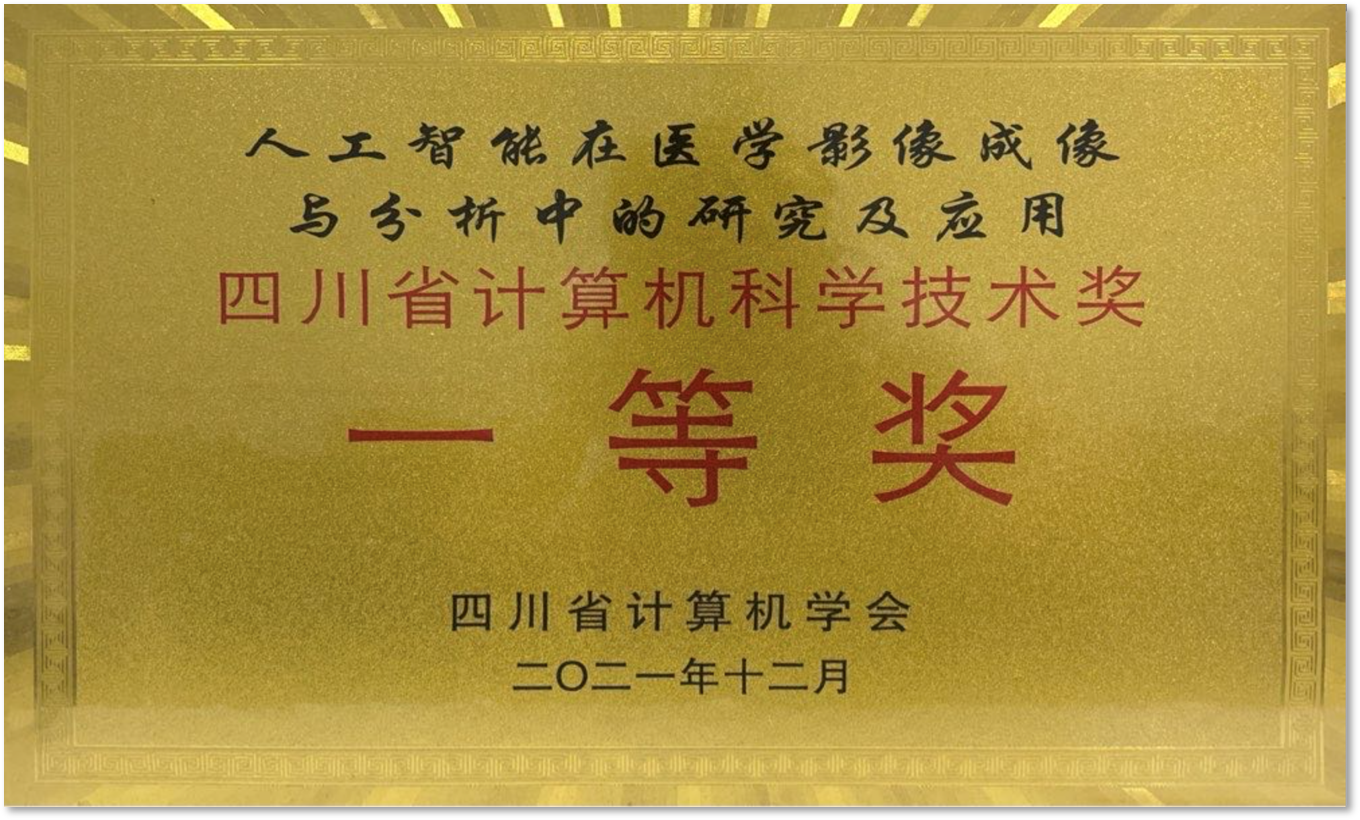 人工智能在医学影像成像
与分析中的研究及应用
四川省计算机科学技术奖
一等奖
四川省计算机学会
二〇二一年十二月